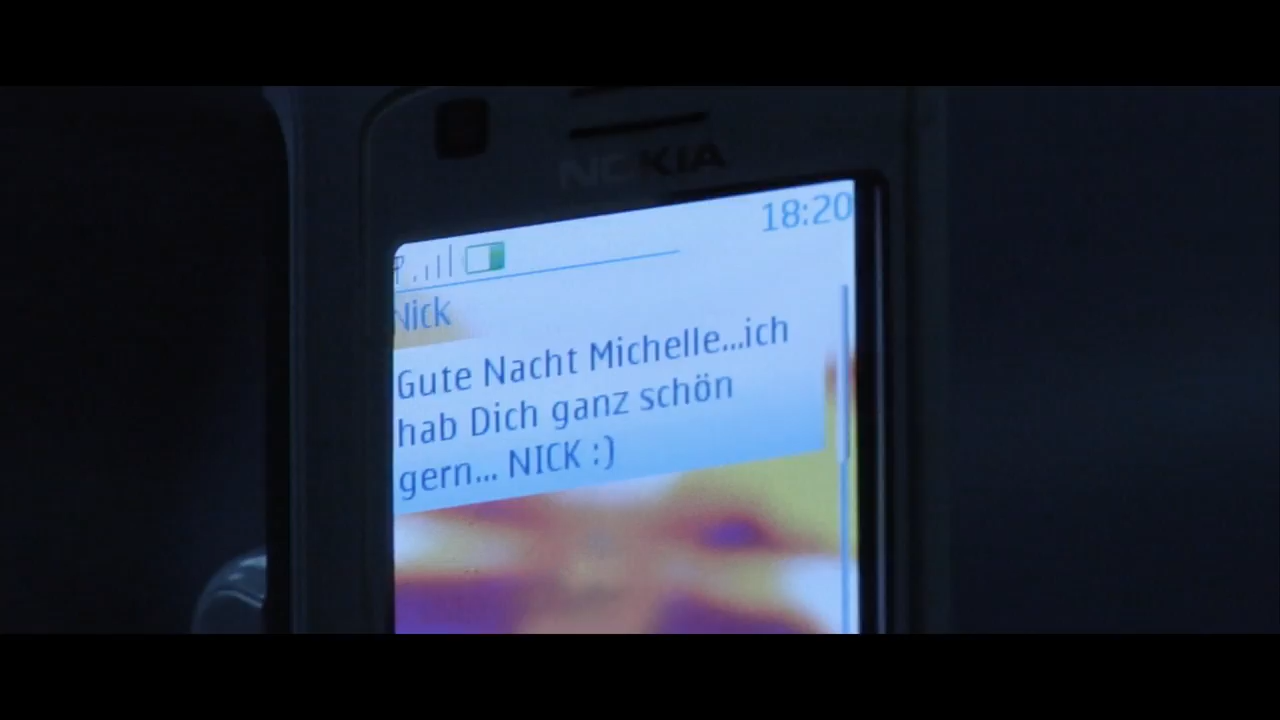 NOKIA
18:20
Nick
Gute Nacht Michelle...ich
hab Dich ganz schön
gern... NICK :)